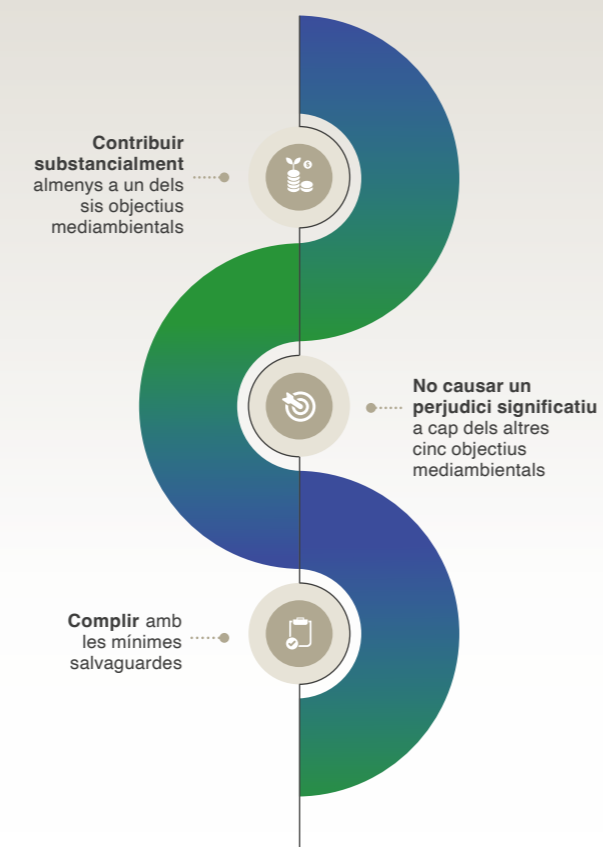 Contribuir
substancialment
almenys a un dels
sis objectius
mediambientals
No causar un
perjudici significatiu
a cap dels altres
cinc objectius
mediambientals
Complir amb
les mínimes
salvaguardes